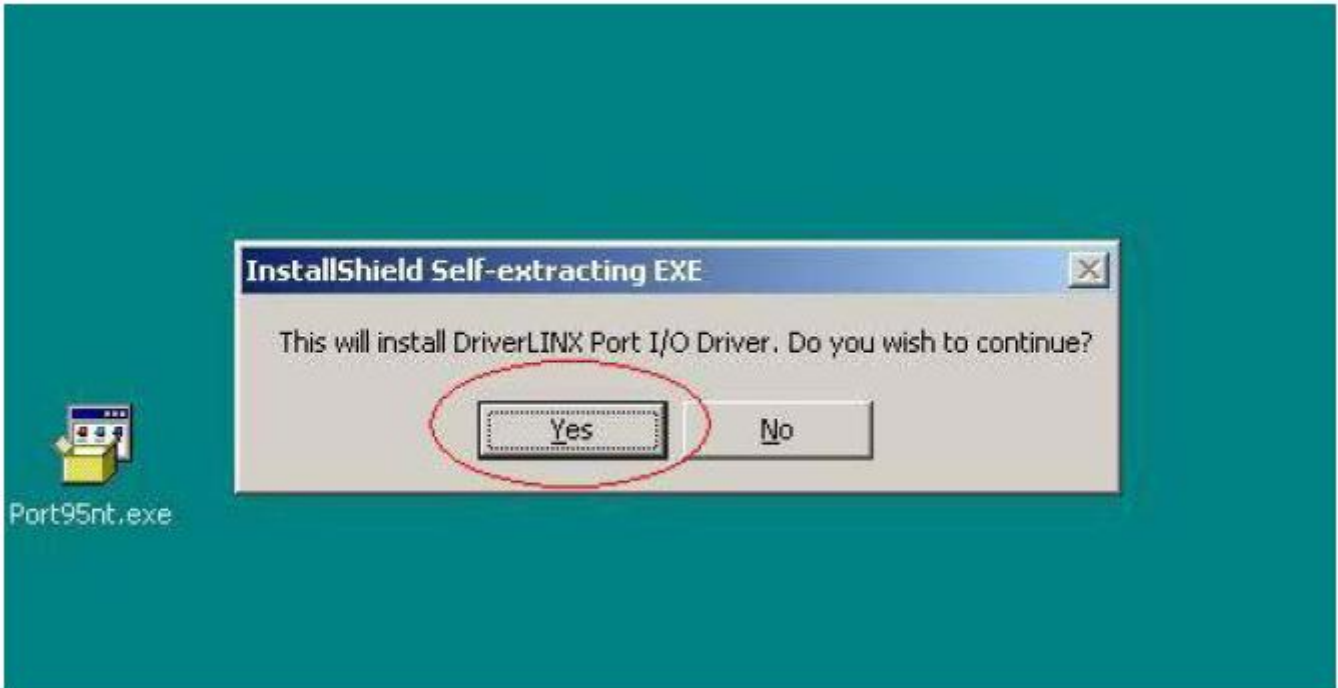 InstallShield Self-extracting EXE
This will install DriverLINX Port I/O Driver. Do you wish to continue?
Yes
No
Port95nt.exe